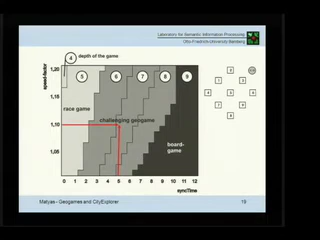 Laboratory for Semantic Information Processing
Otto-Friedrich-Universität Bamberg
4 depth of the game
speed-factor
1,20
1,15
1,10
1,05
5 6 7 8 9
race game
challenging geogame
board-
game
0 1 2 3 4 5 6 7 8 9 10 11 12
syncTime
Matyas - Geogames and CityExplorer
19